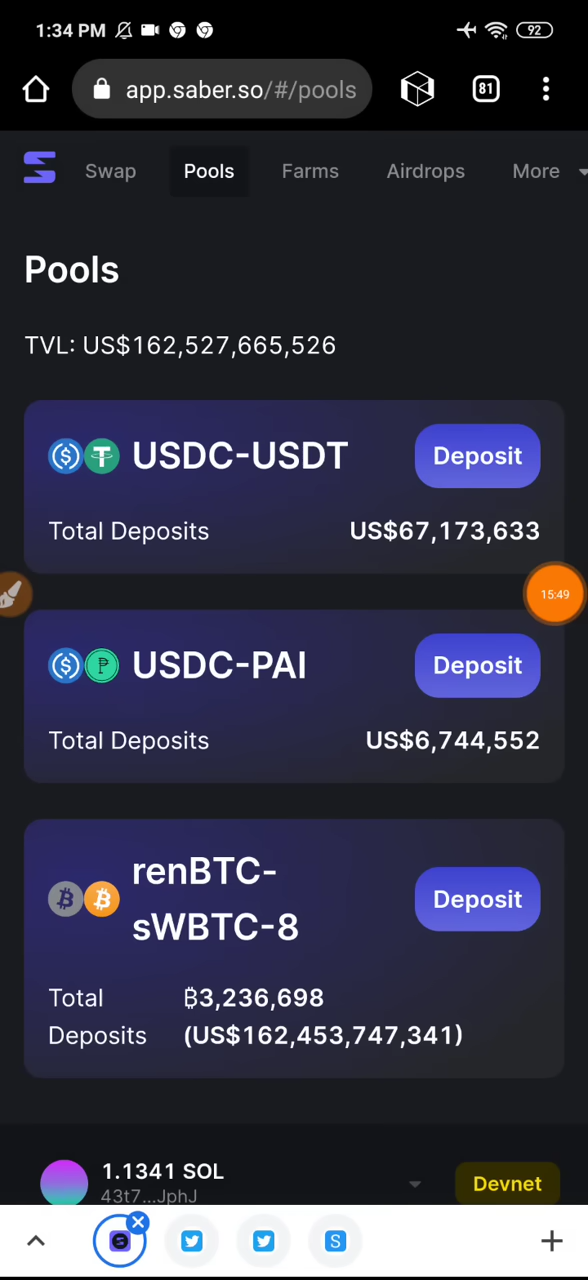 1:34 PM 92
app.saber.so/#/pools 81
Swap Pools Farms Airdrops More
Pools
TVL: US$162,527,665,526
USDC-USDT Deposit
Total Deposits US$67,173,633
15:49
USDC-PAI Deposit
Total Deposits US$6,744,552
renBTC-
sWBTC-8 Deposit
Total ₿3,236,698
Deposits (US$162,453,747,341)
1.1341 SOL
43t7...JphJ Devnet